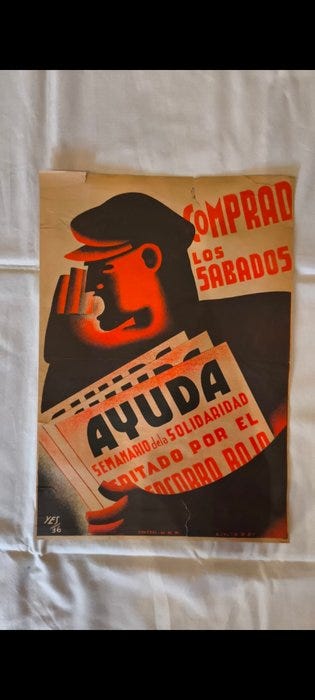 COMPRAD
LOS
SABADOS
AYUDA
SEMANARIO de la SOLIDARIDAD
EDITADO POR EL
SOCORRO ROJO
YES
36